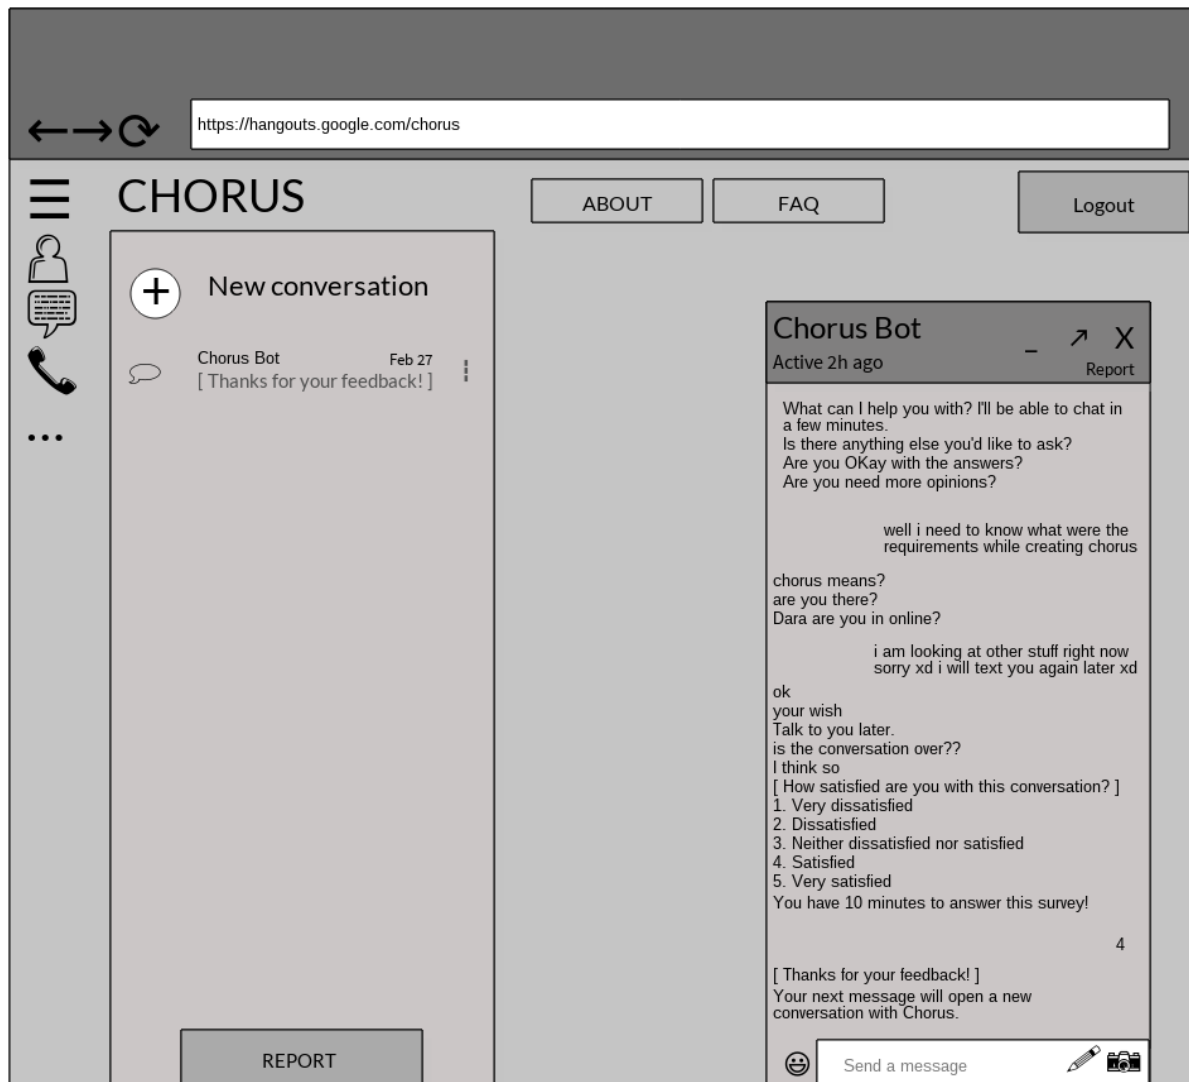 https://hangouts.google.com/chorus
CHORUS
ABOUT
FAQ
Logout
New conversation
Chorus Bot
Feb 27
[ Thanks for your feedback! ]
REPORT
Chorus Bot
Active 2h ago
_
X
Report
What can I help you with? I'll be able to chat in
a few minutes.
Is there anything else you'd like to ask?
Are you OKay with the answers?
Are you need more opinions?
well i need to know what were the
requirements while creating chorus
chorus means?
are you there?
Dara are you in online?
i am looking at other stuff right now
sorry xd i will text you again later xd
ok
your wish
Talk to you later.
is the conversation over??
I think so
[ How satisfied are you with this conversation? ]
1. Very dissatisfied
2. Dissatisfied
3. Neither dissatisfied nor satisfied
4. Satisfied
5. Very satisfied
You have 10 minutes to answer this survey!
4
[ Thanks for your feedback! ]
Your next message will open a new
conversation with Chorus.
Send a message